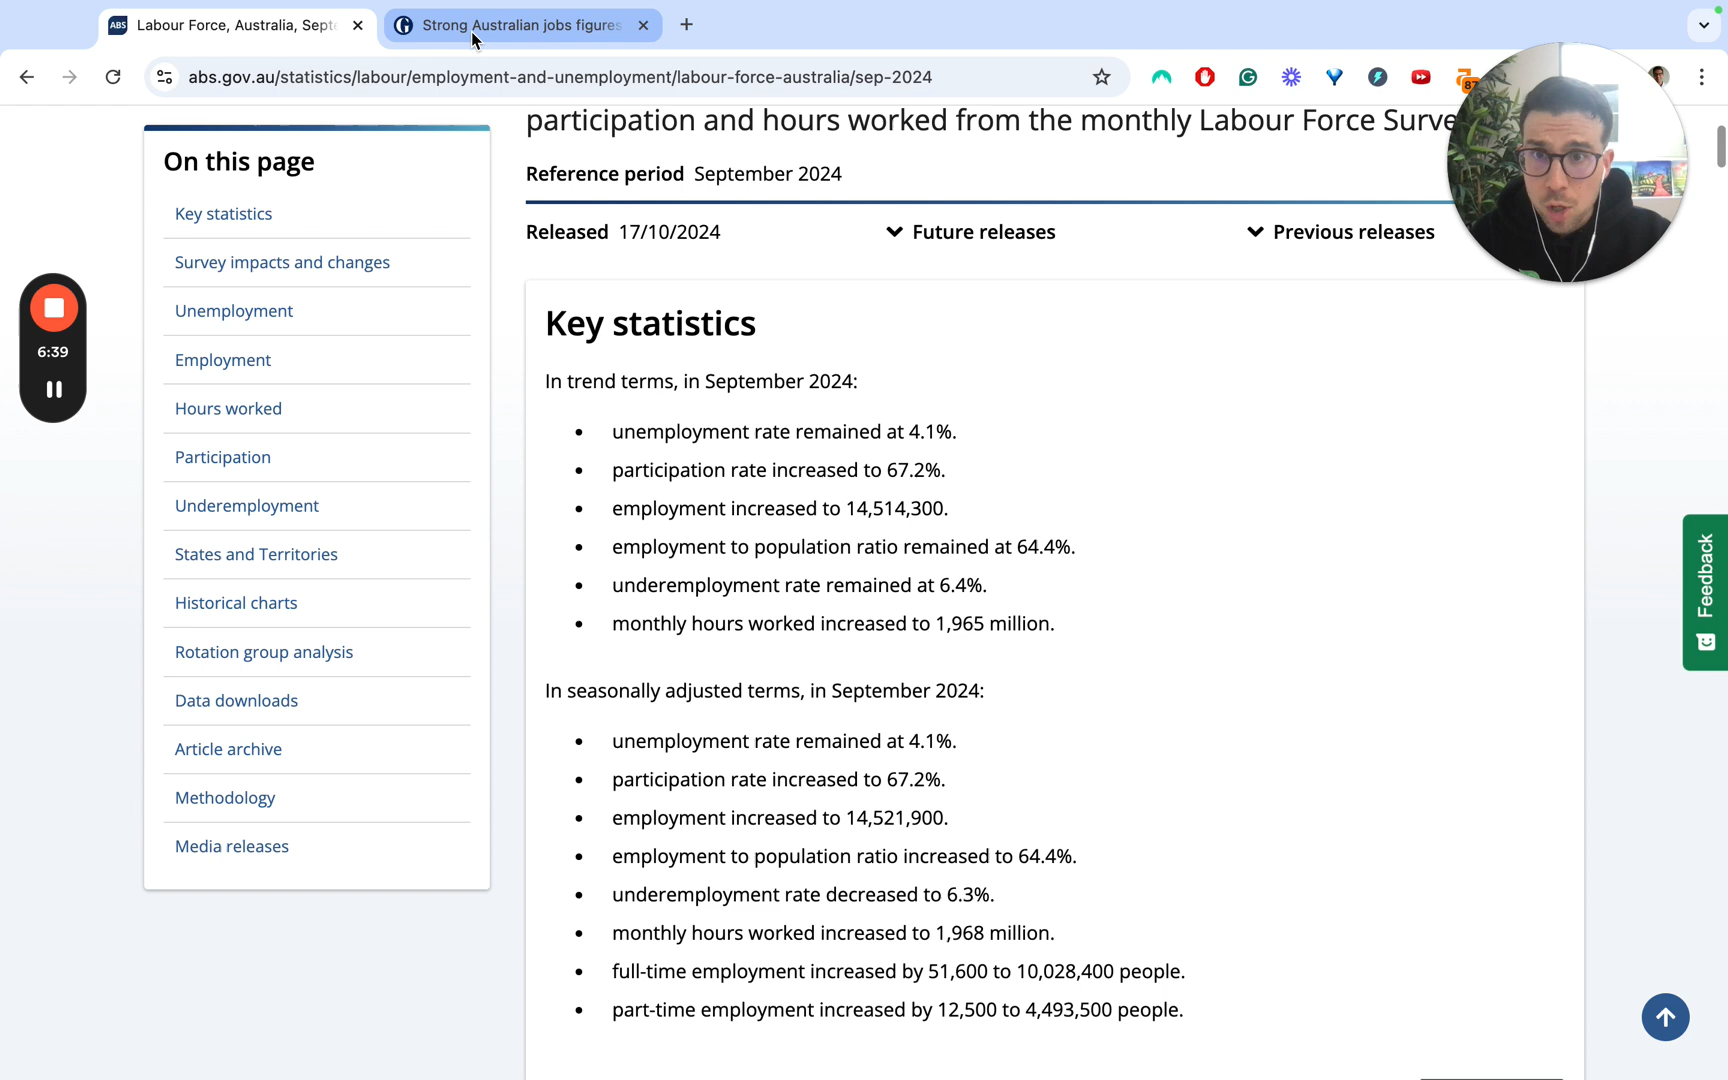 ABS Labour Force, Australia, Sept
Strong Australian jobs figures
abs.gov.au/statistics/labour/employment-and-unemployment/labour-force-australia/sep-2024
87
participation and hours worked from the monthly Labour Force Surve
Reference period September 2024
Released 17/10/2024
Future releases
Previous releases
On this page
Key statistics
Survey impacts and changes
Unemployment
Employment
Hours worked
Participation
Underemployment
States and Territories
Historical charts
Rotation group analysis
Data downloads
Article archive
Methodology
Media releases
6:39
Key statistics
In trend terms, in September 2024:
• unemployment rate remained at 4.1%.
• participation rate increased to 67.2%.
• employment increased to 14,514,300.
• employment to population ratio remained at 64.4%.
• underemployment rate remained at 6.4%.
• monthly hours worked increased to 1,965 million.
In seasonally adjusted terms, in September 2024:
• unemployment rate remained at 4.1%.
• participation rate increased to 67.2%.
• employment increased to 14,521,900.
• employment to population ratio increased to 64.4%.
• underemployment rate decreased to 6.3%.
• monthly hours worked increased to 1,968 million.
• full-time employment increased by 51,600 to 10,028,400 people.
• part-time employment increased by 12,500 to 4,493,500 people.
Feedback